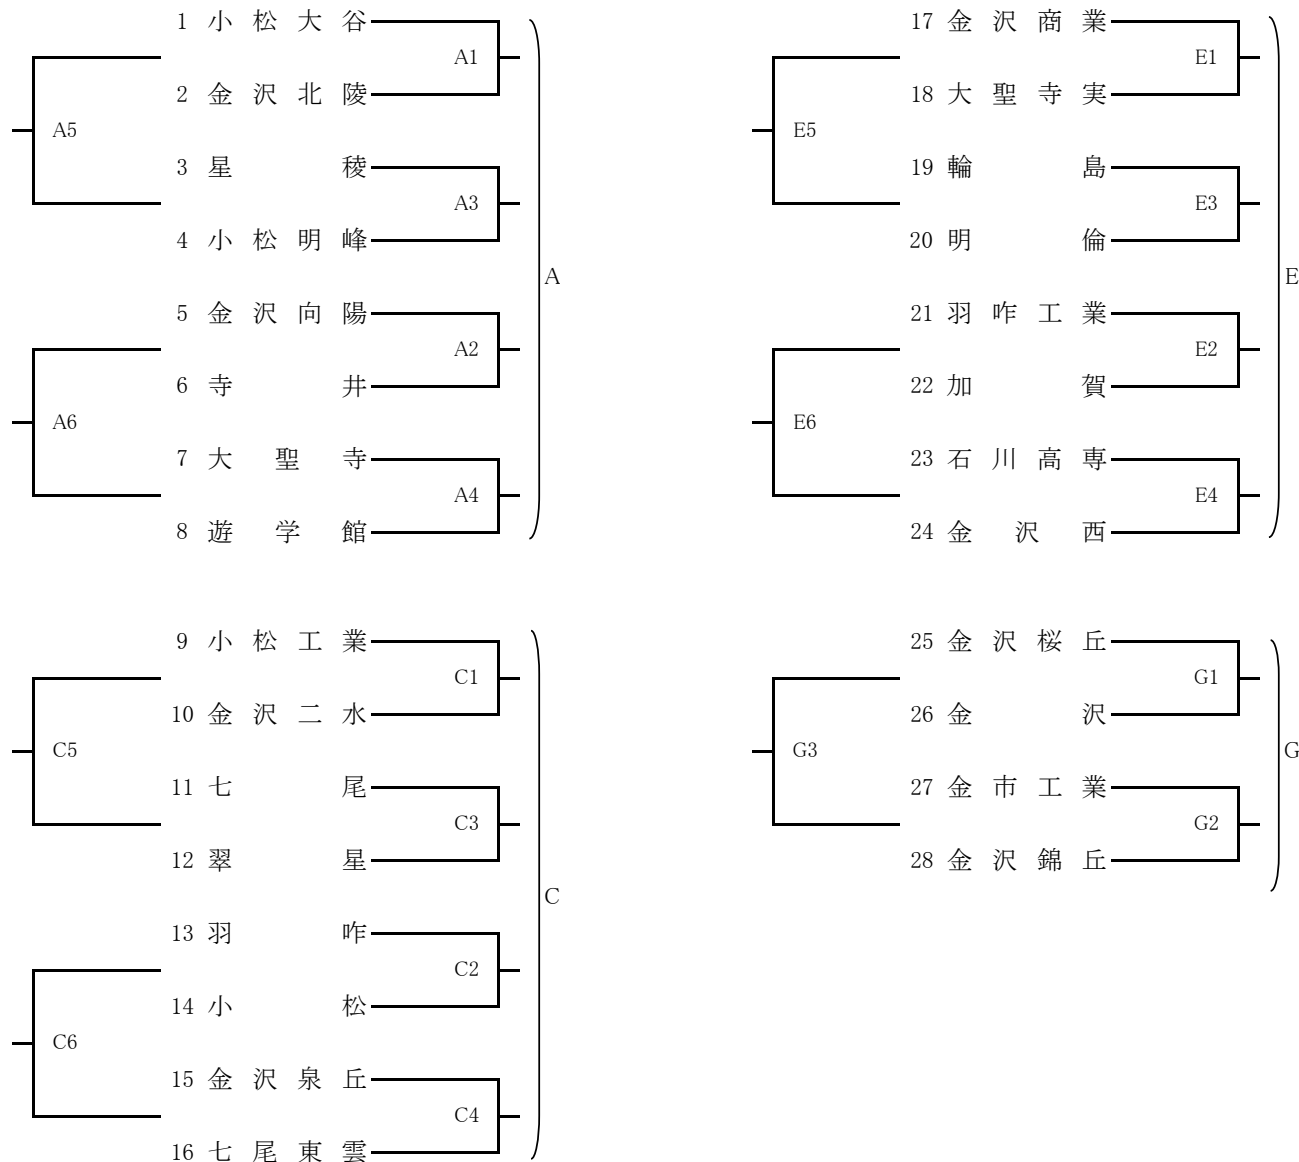 1 小松大谷
A1
2 金沢北陵
A5
3 星稜
A3
4 小松明峰
A
5 金沢向陽
A2
6 寺井
A6
7 大聖寺
A4
8 遊学館
9 小松工業
C1
10 金沢二水
C5
11 七尾
C3
12 翠星
C
13 羽咋
C2
14 小松
C6
15 金沢泉丘
C4
16 七尾東雲
17 金沢商業
E1
18 大聖寺実
E5
19 輪島
E3
20 明倫
E
21 羽咋工業
E2
22 加賀
E6
23 石川高専
E4
24 金沢西
25 金沢桜丘
G1
26 金沢
G3
G
27 金市工業
G2
28 金沢錦丘